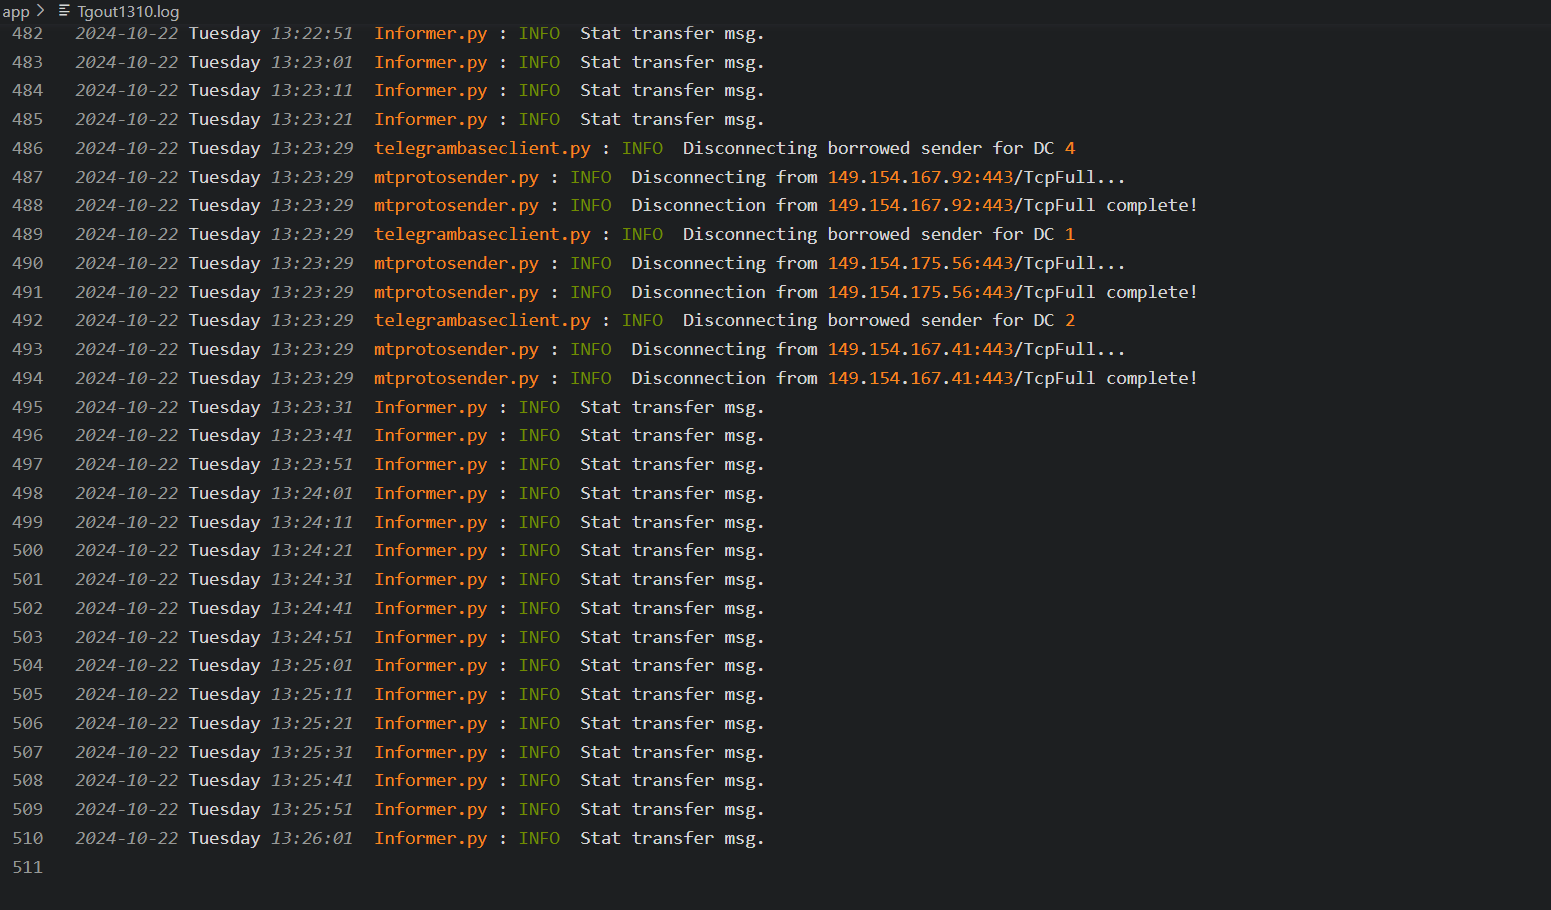 app > Tgout1310.log
482 2024-10-22 Tuesday 13:22:51 Informer.py : INFO Stat transfer msg.
483 2024-10-22 Tuesday 13:23:01 Informer.py : INFO Stat transfer msg.
484 2024-10-22 Tuesday 13:23:11 Informer.py : INFO Stat transfer msg.
485 2024-10-22 Tuesday 13:23:21 Informer.py : INFO Stat transfer msg.
486 2024-10-22 Tuesday 13:23:29 telegrambaseclient.py : INFO Disconnecting borrowed sender for DC 4
487 2024-10-22 Tuesday 13:23:29 mtprotosender.py : INFO Disconnecting from 149.154.167.92:443/TcpFull...
488 2024-10-22 Tuesday 13:23:29 mtprotosender.py : INFO Disconnection from 149.154.167.92:443/TcpFull complete!
489 2024-10-22 Tuesday 13:23:29 telegrambaseclient.py : INFO Disconnecting borrowed sender for DC 1
490 2024-10-22 Tuesday 13:23:29 mtprotosender.py : INFO Disconnecting from 149.154.175.56:443/TcpFull...
491 2024-10-22 Tuesday 13:23:29 mtprotosender.py : INFO Disconnection from 149.154.175.56:443/TcpFull complete!
492 2024-10-22 Tuesday 13:23:29 telegrambaseclient.py : INFO Disconnecting borrowed sender for DC 2
493 2024-10-22 Tuesday 13:23:29 mtprotosender.py : INFO Disconnecting from 149.154.167.41:443/TcpFull...
494 2024-10-22 Tuesday 13:23:29 mtprotosender.py : INFO Disconnection from 149.154.167.41:443/TcpFull complete!
495 2024-10-22 Tuesday 13:23:31 Informer.py : INFO Stat transfer msg.
496 2024-10-22 Tuesday 13:23:41 Informer.py : INFO Stat transfer msg.
497 2024-10-22 Tuesday 13:23:51 Informer.py : INFO Stat transfer msg.
498 2024-10-22 Tuesday 13:24:01 Informer.py : INFO Stat transfer msg.
499 2024-10-22 Tuesday 13:24:11 Informer.py : INFO Stat transfer msg.
500 2024-10-22 Tuesday 13:24:21 Informer.py : INFO Stat transfer msg.
501 2024-10-22 Tuesday 13:24:31 Informer.py : INFO Stat transfer msg.
502 2024-10-22 Tuesday 13:24:41 Informer.py : INFO Stat transfer msg.
503 2024-10-22 Tuesday 13:24:51 Informer.py : INFO Stat transfer msg.
504 2024-10-22 Tuesday 13:25:01 Informer.py : INFO Stat transfer msg.
505 2024-10-22 Tuesday 13:25:11 Informer.py : INFO Stat transfer msg.
506 2024-10-22 Tuesday 13:25:21 Informer.py : INFO Stat transfer msg.
507 2024-10-22 Tuesday 13:25:31 Informer.py : INFO Stat transfer msg.
508 2024-10-22 Tuesday 13:25:41 Informer.py : INFO Stat transfer msg.
509 2024-10-22 Tuesday 13:25:51 Informer.py : INFO Stat transfer msg.
510 2024-10-22 Tuesday 13:26:01 Informer.py : INFO Stat transfer msg.
511